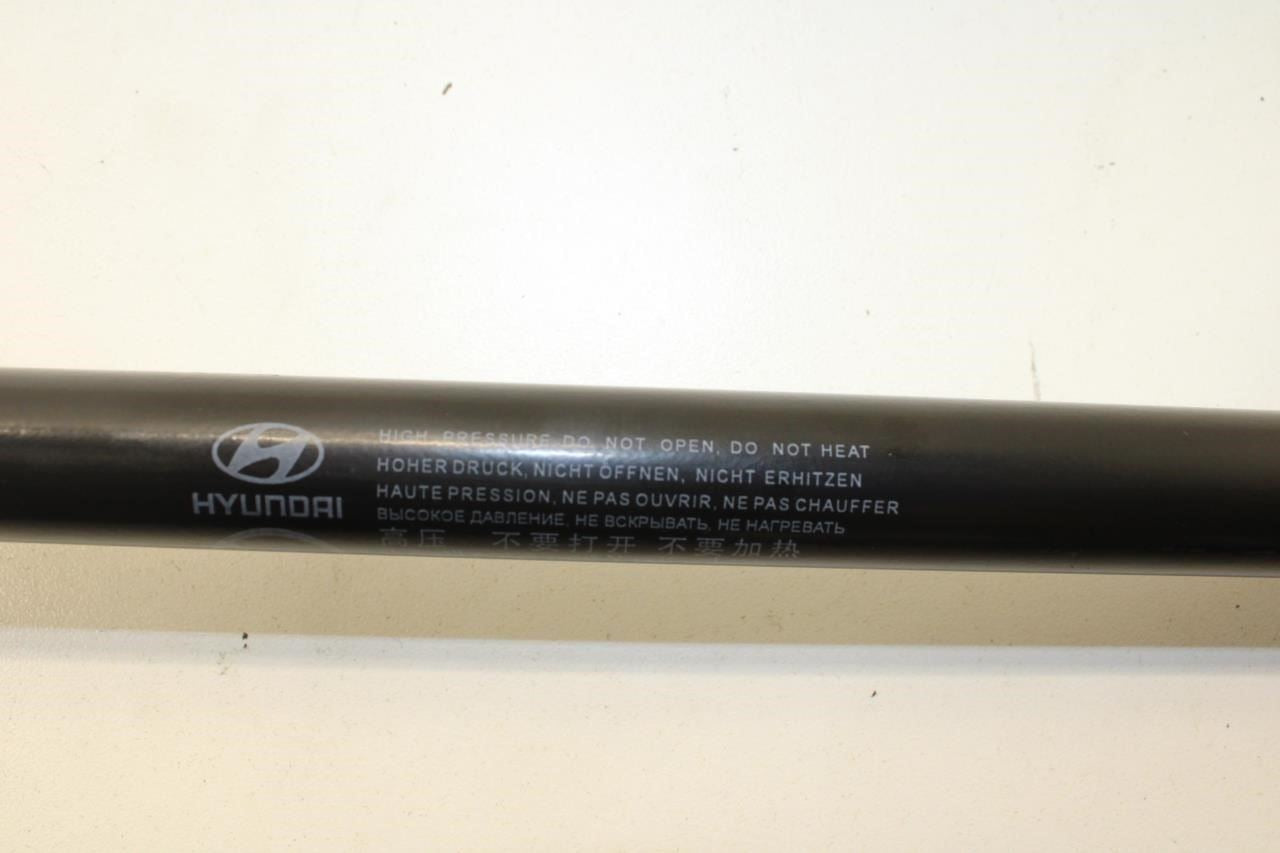 HYUNDAI
HIGH PRESSURE DO NOT OPEN, DO NOT HEAT
HOHER DRUCK, NICHT ÖFFNEN, NICHT ERHITZEN
HAUTE PRESSION, NE PAS OUVRIR, NE PAS CHAUFFER
ВЫСОКОЕ ДАВЛЕНИЕ, НЕ ВСКРЫВАТЬ, НЕ НАГРЕВАТЬ
高压 不要打开 不要加热